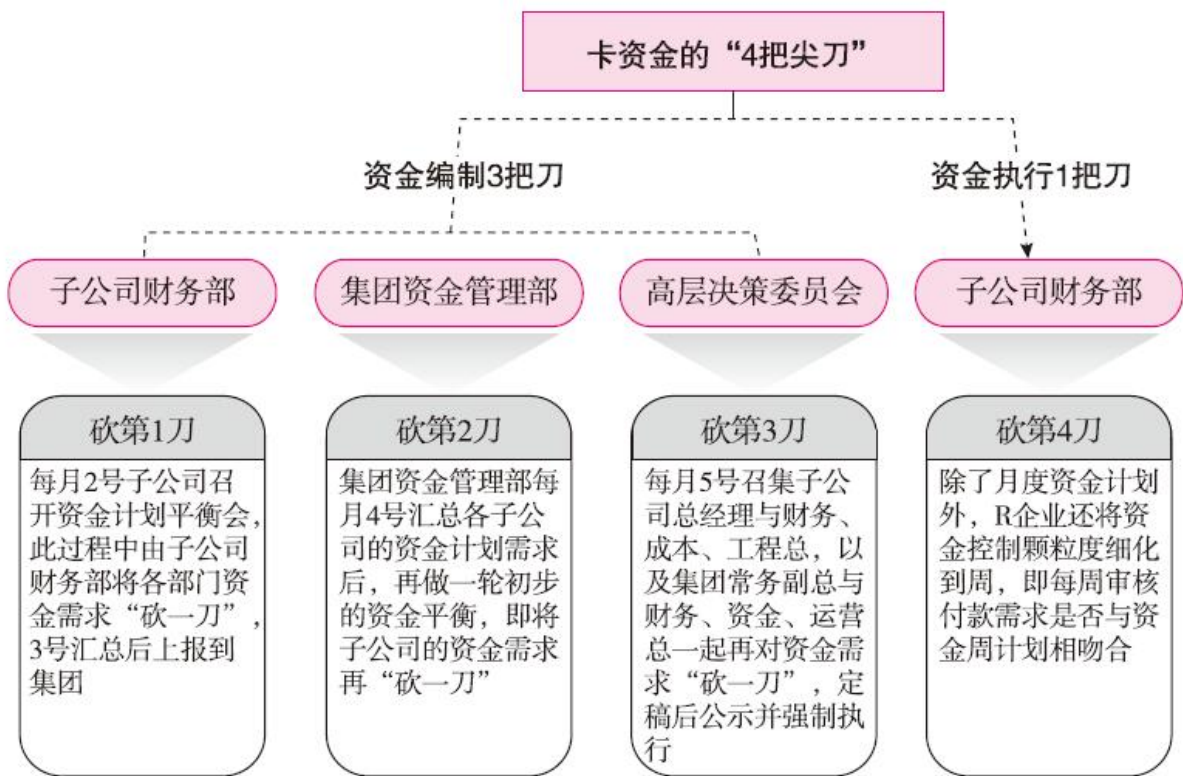 卡资金的“4把尖刀”
资金编制3把刀
资金执行1把刀
子公司财务部
集团资金管理部
高层决策委员会
子公司财务部
砍第1刀
每月2号子公司召
开资金计划平衡会，
此过程中由子公司
财务部将各部门资
金需求“砍一刀”，
3号汇总后上报到
集团
砍第2刀
集团资金管理部每
月4号汇总各子公
司的资金计划需求
后，再做一轮初步
的资金平衡，即将
子公司的资金需求
再“砍一刀”
砍第3刀
每月5号召集子公
司总经理与财务、
成本、工程总，以
及集团常务副总与
财务、资金、运营
总一起再对资金需
求“砍一刀”，定
稿后公示并强制执
行
砍第4刀
除了月度资金计划
外，R企业还将资
金控制颗粒度细化
到周，即每周审核
付款需求是否与资
金周计划相吻合